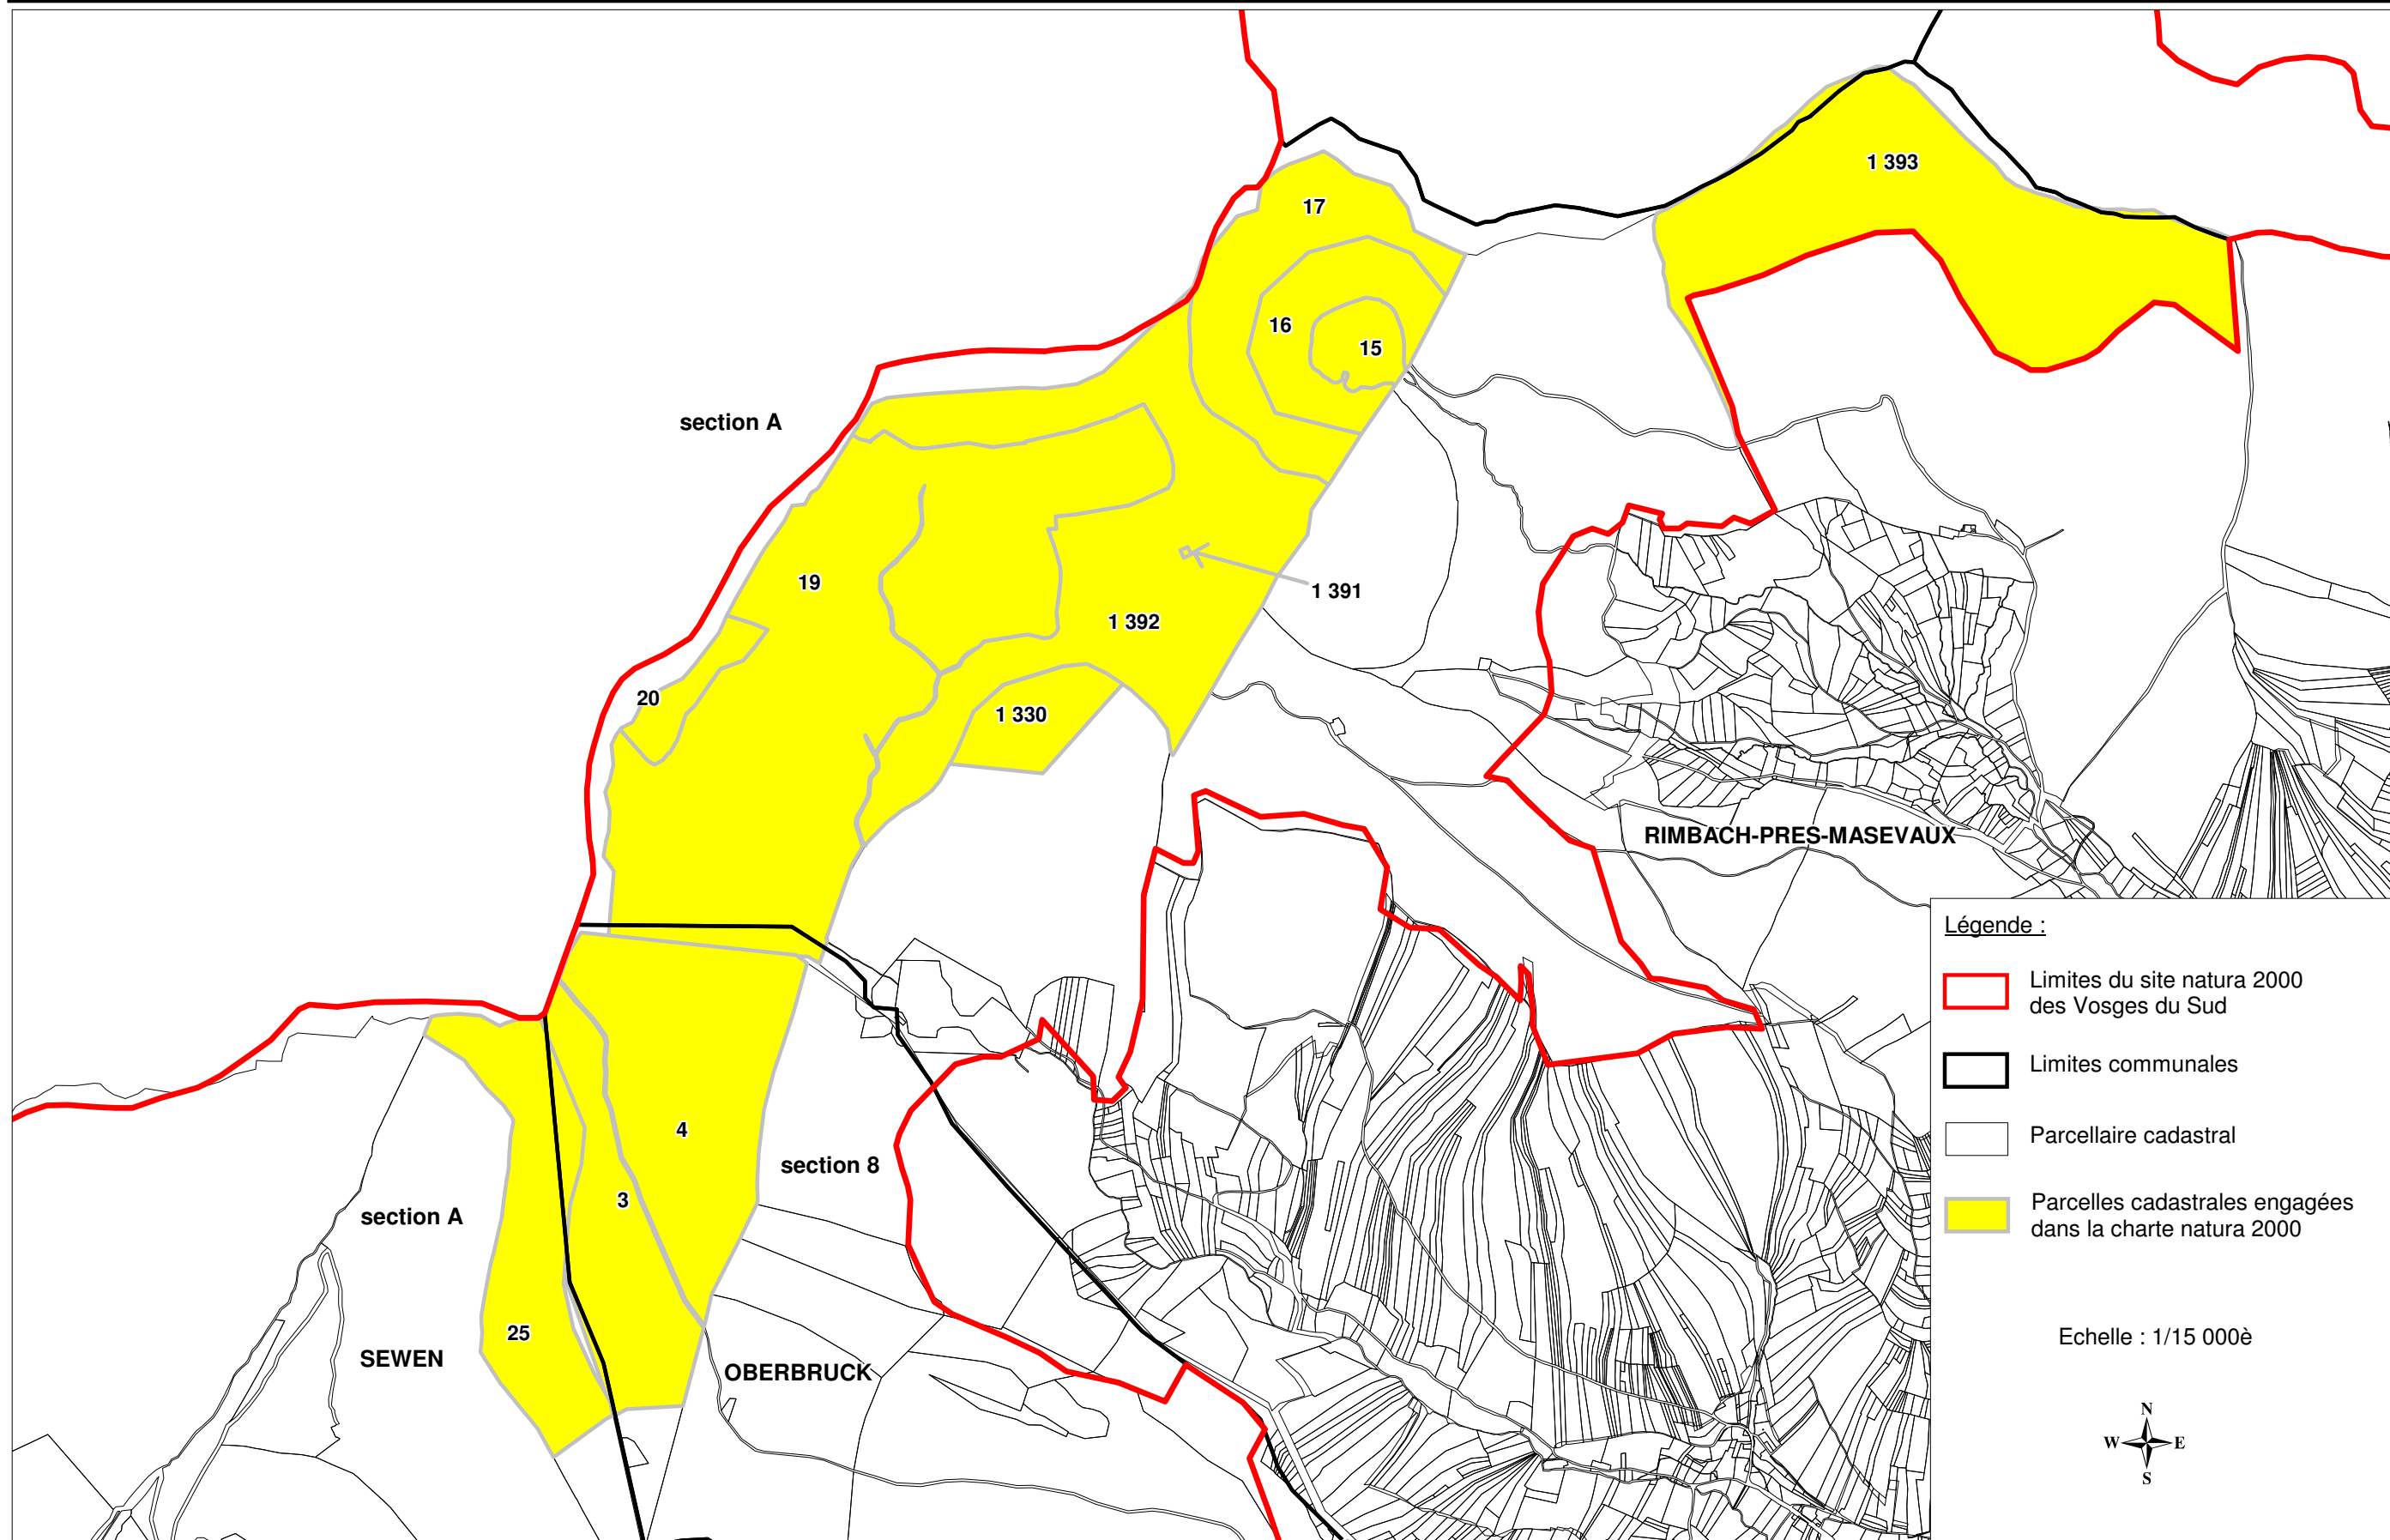 1 393
17
16
15
section A
19
1 391
1 392
20
1 330
RIMBACH-PRES-MASEVAUX
4
section 8
3
section A
25
SEWEN
OBERBRUCK
Légende :
Limites du site natura 2000
des Vosges du Sud
Limites communales
Parcellaire cadastral
Parcelles cadastrales engagées
dans la charte natura 2000
Echelle : 1/15 000è
N
W E
S